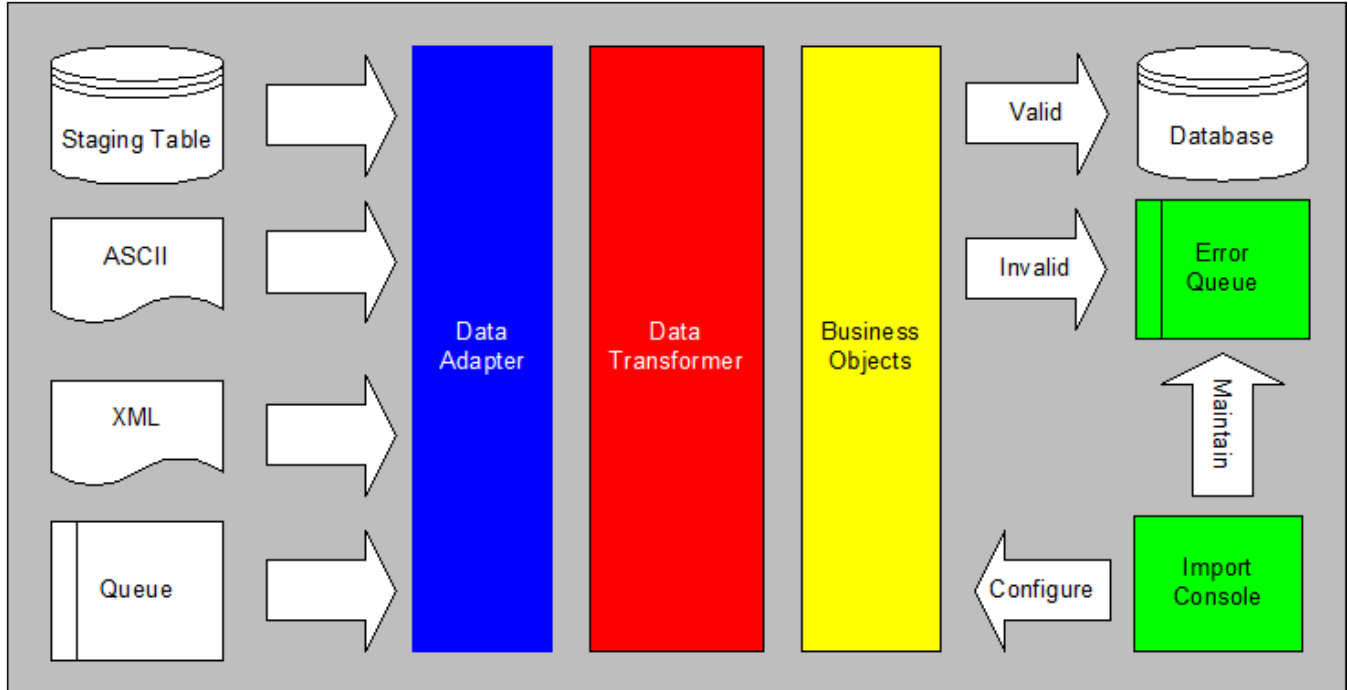 Staging Table
ASCII
XML
Queue
Data
Adapter
Data
Transformer
Business
Objects
Valid
Invalid
Configure
Database
Error
Queue
Maintain
Import
Console